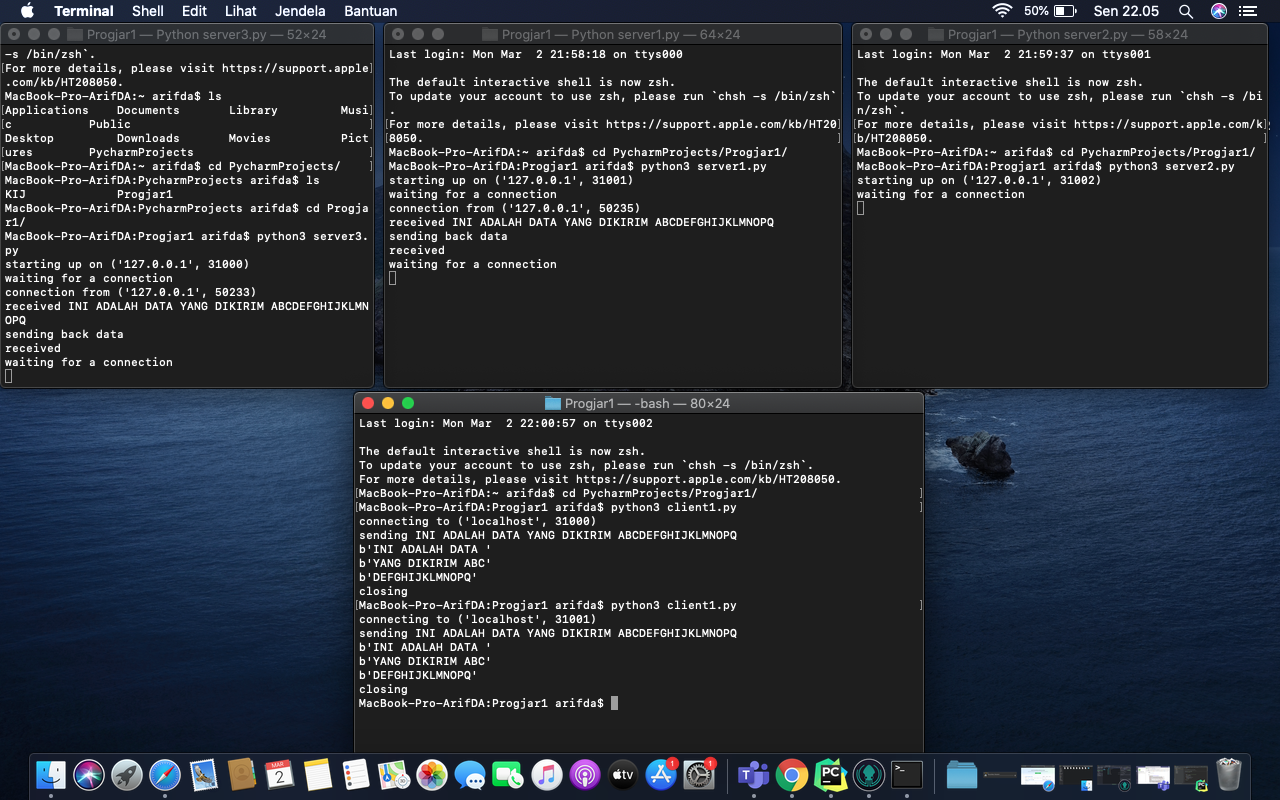 Terminal Shell Edit Lihat Jendela Bantuan 50% Sen 22.05
Progjar1 — Python server3.py — 52×24
-s /bin/zsh`.
[For more details, please visit https://support.apple]
.com/kb/HT208050.
MacBook-Pro-ArifDA:~ arifda$ ls
[Applications Documents Library Musi]
[c Public ]
Desktop Downloads Movies Pict
[ures PycharmProjects ]
[MacBook-Pro-ArifDA:~ arifda$ cd PycharmProjects/ ]
MacBook-Pro-ArifDA:PycharmProjects arifda$ ls
KIJ Progjar1
MacBook-Pro-ArifDA:PycharmProjects arifda$ cd Progja
r1/
MacBook-Pro-ArifDA:Progjar1 arifda$ python3 server3.
py
starting up on ('127.0.0.1', 31000)
waiting for a connection
connection from ('127.0.0.1', 50233)
received INI ADALAH DATA YANG DIKIRIM ABCDEFGHIJKLMN
OPQ
sending back data
received
waiting for a connection
Progjar1 — Python server1.py — 64×24
Last login: Mon Mar  2 21:58:18 on ttys000
The default interactive shell is now zsh.
To update your account to use zsh, please run `chsh -s /bin/zsh`
.
[For more details, please visit https://support.apple.com/kb/HT20]
8050.
MacBook-Pro-ArifDA:~ arifda$ cd PycharmProjects/Progjar1/
MacBook-Pro-ArifDA:Progjar1 arifda$ python3 server1.py
starting up on ('127.0.0.1', 31001)
waiting for a connection
connection from ('127.0.0.1', 50235)
received INI ADALAH DATA YANG DIKIRIM ABCDEFGHIJKLMNOPQ
sending back data
received
waiting for a connection
Progjar1 — Python server2.py — 58×24
Last login: Mon Mar  2 21:59:37 on ttys001
The default interactive shell is now zsh.
To update your account to use zsh, please run `chsh -s /bi
n/zsh`.
[For more details, please visit https://support.apple.com/k]
b/HT208050.
MacBook-Pro-ArifDA:~ arifda$ cd PycharmProjects/Progjar1/
MacBook-Pro-ArifDA:Progjar1 arifda$ python3 server2.py
starting up on ('127.0.0.1', 31002)
waiting for a connection
Progjar1 — -bash — 80×24
Last login: Mon Mar  2 22:00:57 on ttys002
The default interactive shell is now zsh.
To update your account to use zsh, please run `chsh -s /bin/zsh`.
For more details, please visit https://support.apple.com/kb/HT208050.
[MacBook-Pro-ArifDA:~ arifda$ cd PycharmProjects/Progjar1/ ]
[MacBook-Pro-ArifDA:Progjar1 arifda$ python3 client1.py ]
connecting to ('localhost', 31000)
sending INI ADALAH DATA YANG DIKIRIM ABCDEFGHIJKLMNOPQ
b'INI ADALAH DATA '
b'YANG DIKIRIM ABC'
b'DEFGHIJKLMNOPQ'
closing
[MacBook-Pro-ArifDA:Progjar1 arifda$ python3 client1.py ]
connecting to ('localhost', 31001)
sending INI ADALAH DATA YANG DIKIRIM ABCDEFGHIJKLMNOPQ
b'INI ADALAH DATA '
b'YANG DIKIRIM ABC'
b'DEFGHIJKLMNOPQ'
closing
MacBook-Pro-ArifDA:Progjar1 arifda$
MAR
2
tv
1
1
PC